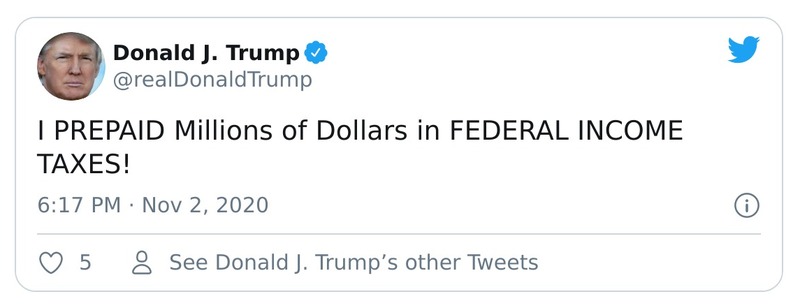 Donald J. Trump
@realDonaldTrump
I PREPAID Millions of Dollars in FEDERAL INCOME
TAXES!
6:17 PM · Nov 2, 2020
5
See Donald J. Trump’s other Tweets